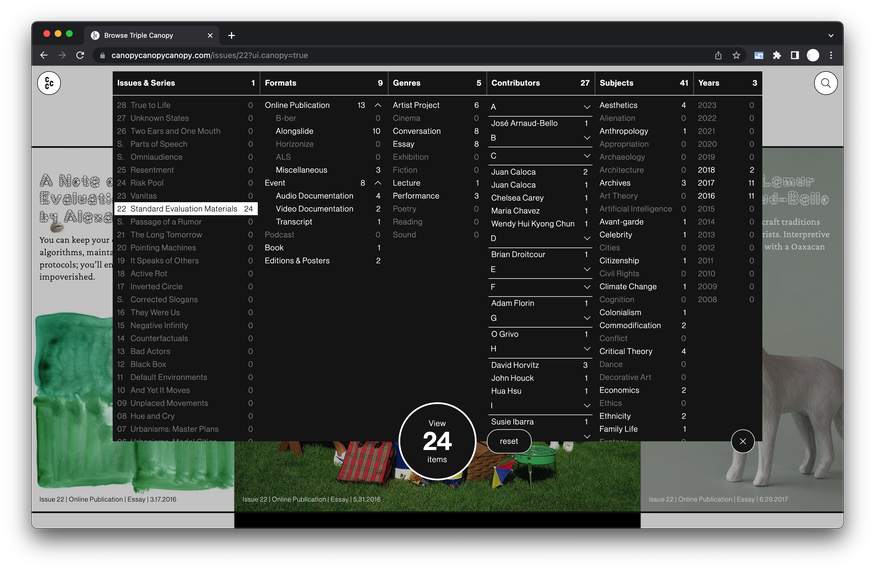 Browse Triple Canopy
canopycanopycanopy.com/issues/22?ui.canopy=true
Issues & Series 1
Formats 9
Genres 5
Contributors 27
Subjects 41
Years 3
28 True to Life 0
27 Unknown States 0
26 Two Ears and One Mouth 0
S. Parts of Speech 0
S. Omniaudience 0
25 Resentment 0
24 Risk Pool 0
23 Vanitas 0
22 Standard Evaluation Materials 24
S. Passage of a Rumor 0
21 The Long Tomorrow 0
20 Pointing Machines 0
19 It Speaks of Others 0
18 Active Rot 0
17 Inverted Circle 0
S. Corrected Slogans 0
16 They Were Us 0
15 Negative Infinity 0
14 Counterfactuals 0
13 Bad Actors 0
12 Black Box 0
11 Default Environments 0
10 And Yet It Moves 0
09 Unplaced Movements 0
08 Hue and Cry 0
07 Urbanisms: Master Plans 0
Online Publication 13
B-ber 0
Alongside 10
Horizonize 0
ALS 0
Miscellaneous 3
Event 8
Audio Documentation 4
Video Documentation 2
Transcript 1
Podcast 0
Book 1
Editions & Posters 2
Artist Project 6
Cinema 0
Conversation 8
Essay 8
Exhibition 0
Fiction 0
Lecture 1
Performance 3
Poetry 0
Reading 0
Sound 0
A
José Arnaud-Bello 1
B
C
Juan Caloca 2
Juan Caloca 1
Chelsea Carey 1
Maria Chavez 1
Wendy Hui Kyong Chun 1
D
Brian Droitcour 1
E
F
Adam Florin 1
G
O Grivo 1
H
David Horvitz 3
John Houck 1
Hua Hsu 1
I
Susie Ibarra 1
Aesthetics 4
Alienation 0
Anthropology 1
Appropriation 0
Archaeology 0
Architecture 0
Archives 3
Art Theory 0
Artificial Intelligence 0
Avant-garde 1
Celebrity 1
Cities 0
Citizenship 1
Civil Rights 0
Climate Change 1
Cognition 0
Colonialism 1
Commodification 2
Conflict 0
Critical Theory 4
Dance 0
Decorative Art 0
Economics 2
Ethics 0
Ethnicity 2
Family Life 1
2023 0
2022 0
2021 0
2020 0
2019 0
2018 2
2017 11
2016 11
2015 0
2014 0
2013 0
2012 0
2011 0
2010 0
2009 0
2008 0
A Note o
Evaluati
by Alexa
You can keep your
algorithms, mainta
protocols; you'll en
impoverished.
Lemur
ud-Bello
craft traditions
rists. Interpretive
with a Oaxacan
View
24
items
reset
Issue 22 | Online Publication | Essay | 3.17.2016
Issue 22 | Online Publication | Essay | 5.31.2016
Issue 22 | Online Publication | Essay | 6.29.2017